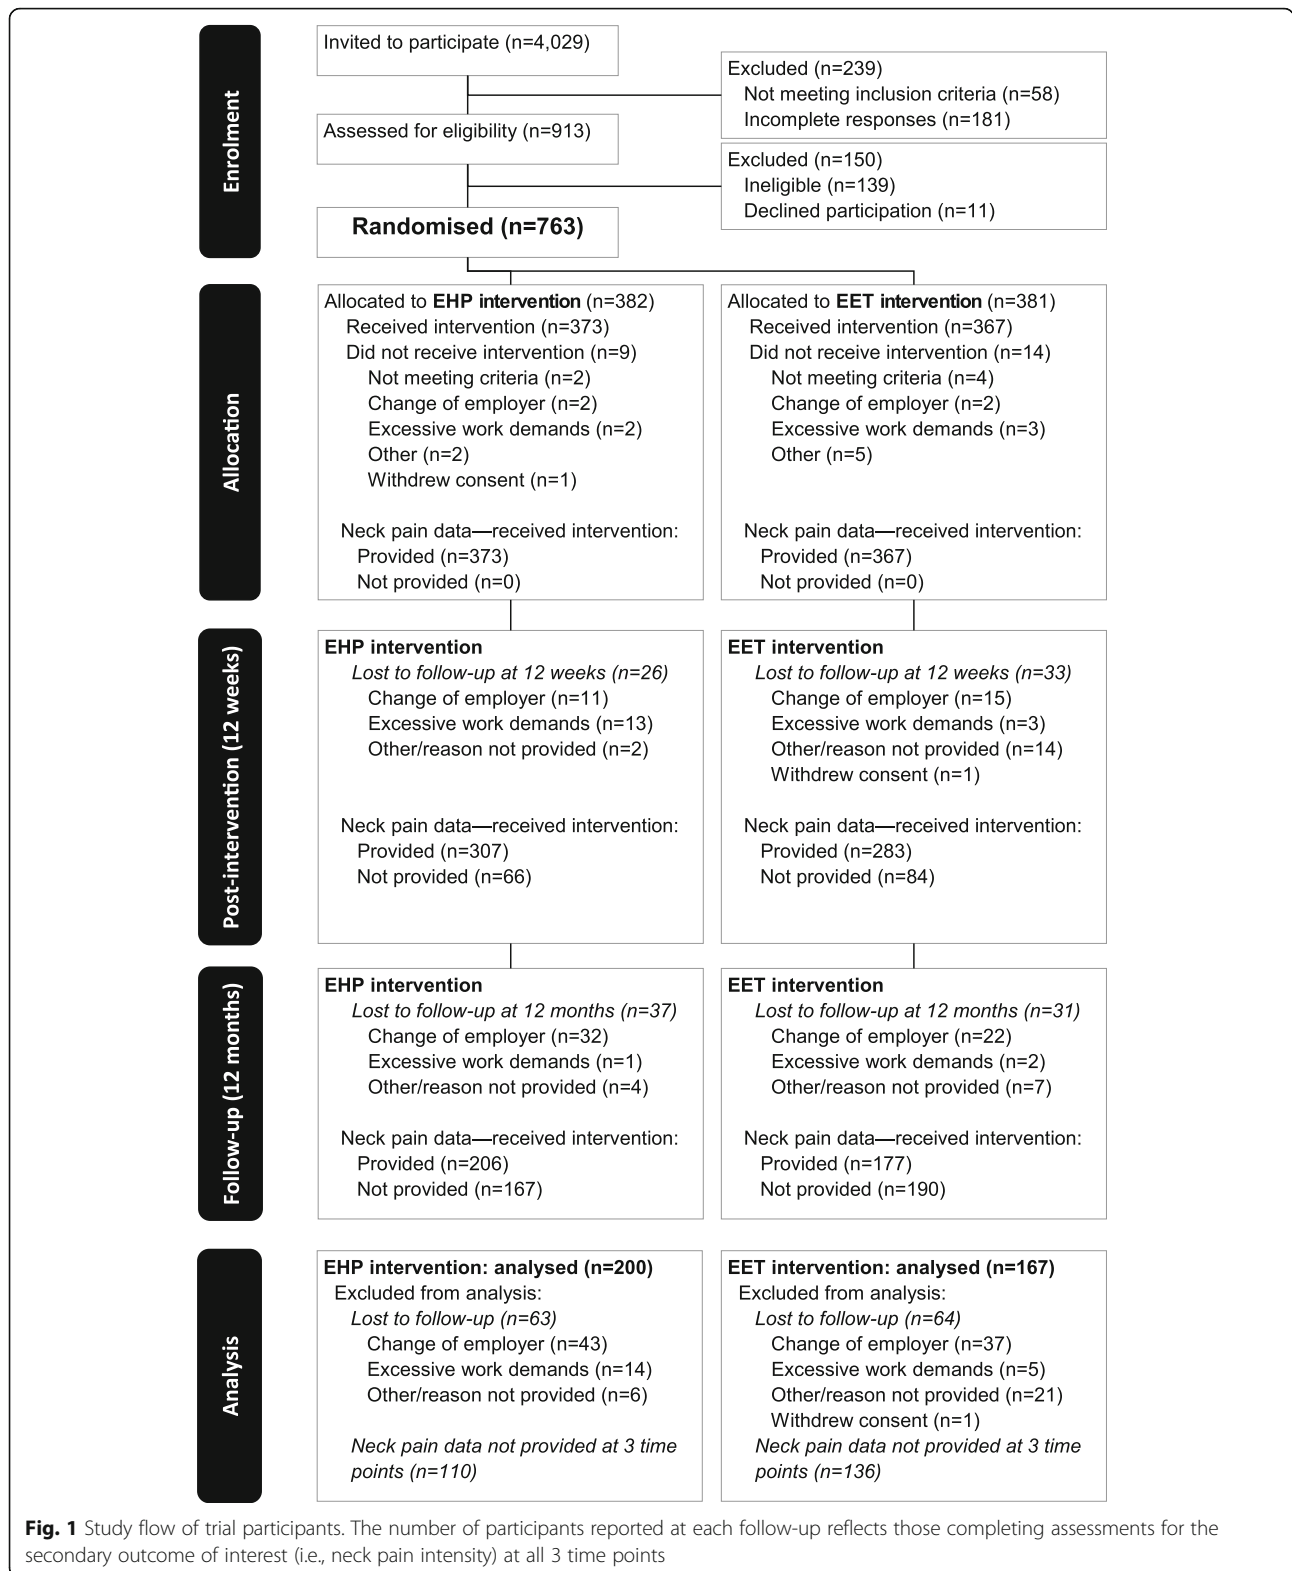 Enrolment
Invited to participate (n=4,029)
Excluded (n=239)
Not meeting inclusion criteria (n=58)
Incomplete responses (n=181)
Assessed for eligibility (n=913)
Excluded (n=150)
Ineligible (n=139)
Declined participation (n=11)
Randomised (n=763)
Allocation
Allocated to EHP intervention (n=382)
Received intervention (n=373)
Did not receive intervention (n=9)
Not meeting criteria (n=2)
Change of employer (n=2)
Excessive work demands (n=2)
Other (n=2)
Withdrew consent (n=1)
Neck pain data—received intervention:
Provided (n=373)
Not provided (n=0)
Allocated to EET intervention (n=381)
Received intervention (n=367)
Did not receive intervention (n=14)
Not meeting criteria (n=4)
Change of employer (n=2)
Excessive work demands (n=3)
Other (n=5)
Neck pain data—received intervention:
Provided (n=367)
Not provided (n=0)
Post-intervention (12 weeks)
EHP intervention
Lost to follow-up at 12 weeks (n=26)
Change of employer (n=11)
Excessive work demands (n=13)
Other/reason not provided (n=2)
Neck pain data—received intervention:
Provided (n=307)
Not provided (n=66)
EET intervention
Lost to follow-up at 12 weeks (n=33)
Change of employer (n=15)
Excessive work demands (n=3)
Other/reason not provided (n=14)
Withdrew consent (n=1)
Neck pain data—received intervention:
Provided (n=283)
Not provided (n=84)
Follow-up (12 months)
EHP intervention
Lost to follow-up at 12 months (n=37)
Change of employer (n=32)
Excessive work demands (n=1)
Other/reason not provided (n=4)
Neck pain data—received intervention:
Provided (n=206)
Not provided (n=167)
EET intervention
Lost to follow-up at 12 months (n=31)
Change of employer (n=22)
Excessive work demands (n=2)
Other/reason not provided (n=7)
Neck pain data—received intervention:
Provided (n=177)
Not provided (n=190)
Analysis
EHP intervention: analysed (n=200)
Excluded from analysis:
Lost to follow-up (n=63)
Change of employer (n=43)
Excessive work demands (n=14)
Other/reason not provided (n=6)
Neck pain data not provided at 3 time
points (n=110)
EET intervention: analysed (n=167)
Excluded from analysis:
Lost to follow-up (n=64)
Change of employer (n=37)
Excessive work demands (n=5)
Other/reason not provided (n=21)
Withdrew consent (n=1)
Neck pain data not provided at 3 time
points (n=136)
Fig. 1 Study flow of trial participants. The number of participants reported at each follow-up reflects those completing assessments for the
secondary outcome of interest (i.e., neck pain intensity) at all 3 time points